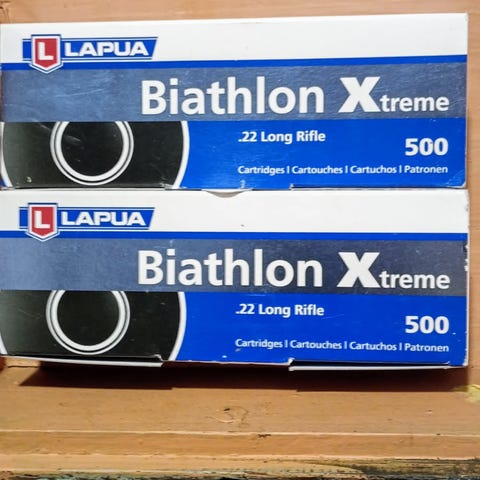 L LAPUA
Biathlon Xtreme
.22 Long Rifle
500
Cartridges | Cartouches | Cartuchos | Patronen
L LAPUA
Biathlon Xtreme
.22 Long Rifle
500
Cartridges | Cartouches | Cartuchos | Patronen